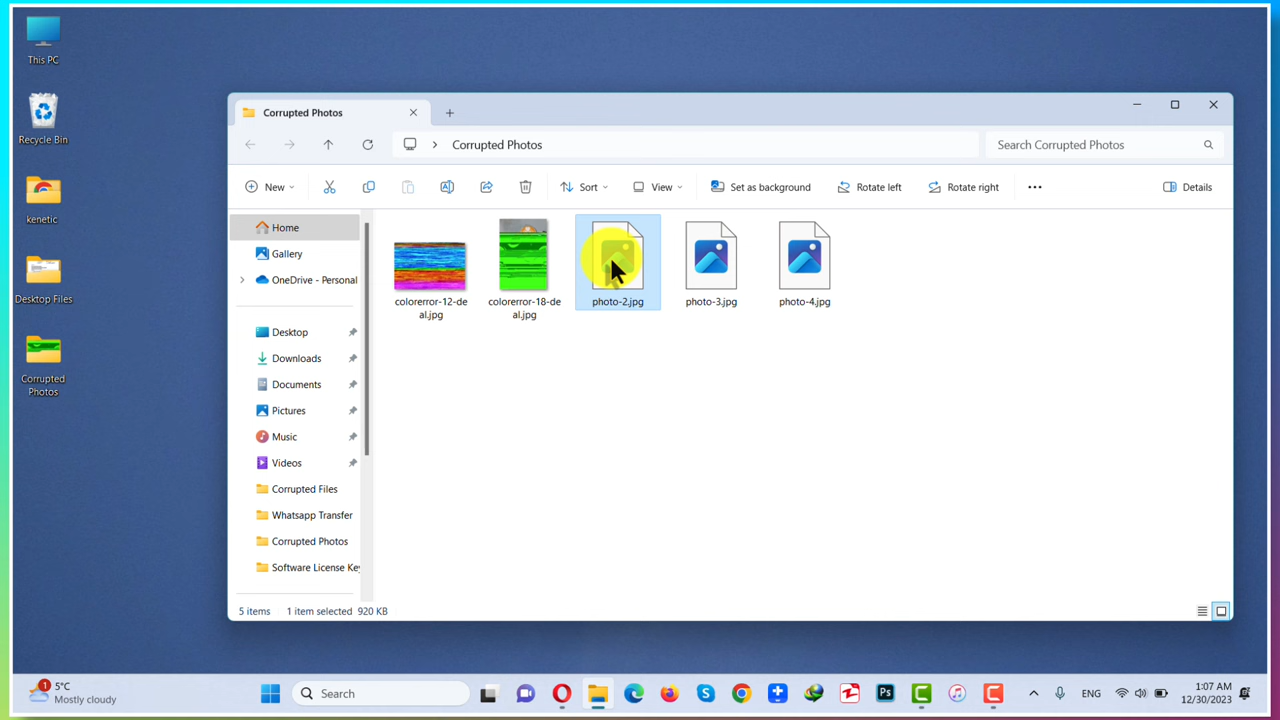 This PC
Recycle Bin
kenetic
Desktop Files
Corrupted
Photos
Corrupted Photos
Corrupted Photos
Search Corrupted Photos
New
Sort
View
Set as background
Rotate left
Rotate right
Details
Home
Gallery
OneDrive - Personal
Desktop
Downloads
Documents
Pictures
Music
Videos
Corrupted Files
Whatsapp Transfer
Corrupted Photos
Software License Key
colorerror-12-de
al.jpg
colorerror-18-de
al.jpg
photo-2.jpg
photo-3.jpg
photo-4.jpg
5 items 1 item selected 920 KB
1
5°C
Mostly cloudy
Search
Ps
ENG
1:07 AM
12/30/2023